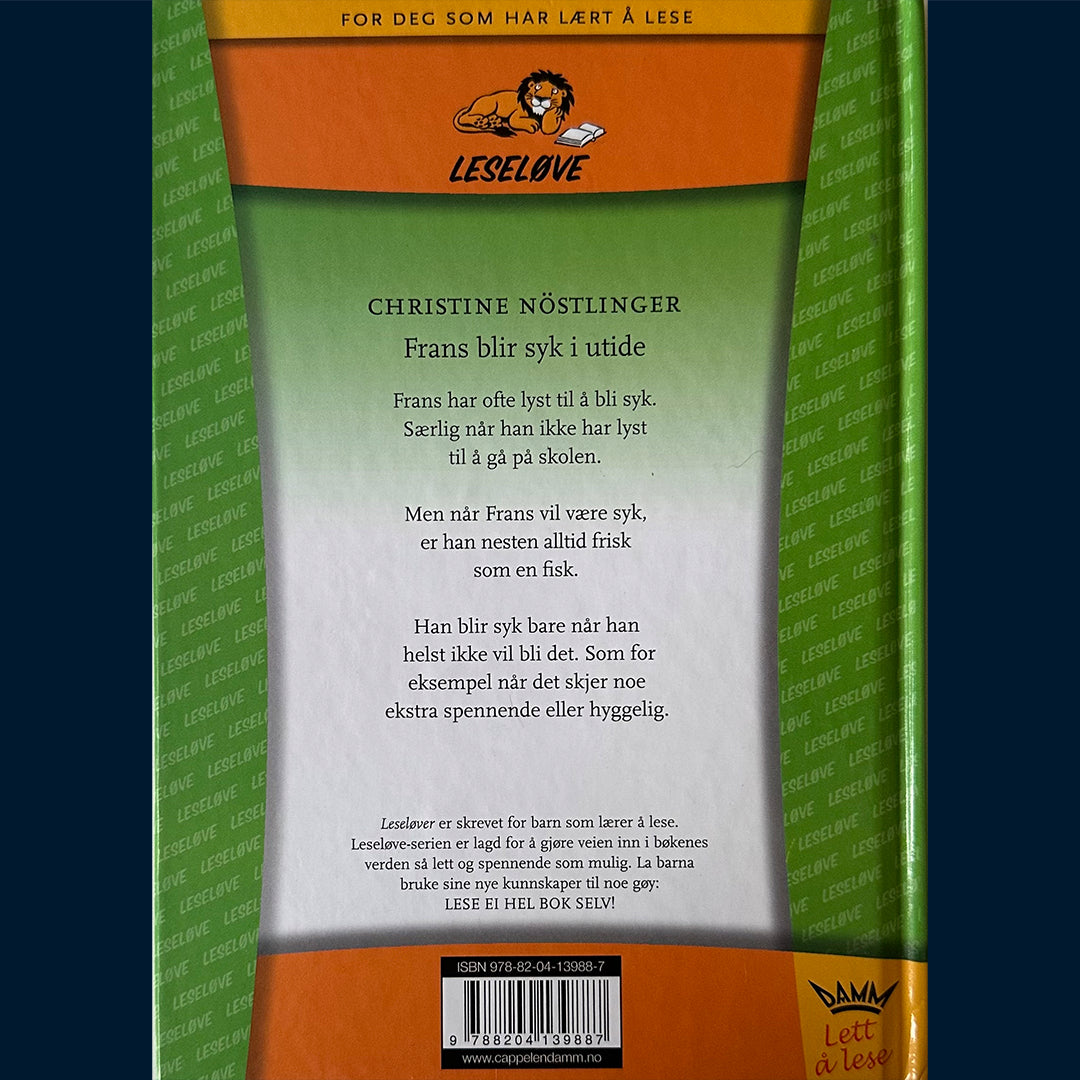 FOR DEG SOM HAR LÆRT Å LESE
LESELØVE
CHRISTINE NÖSTLINGER
Frans blir syk i utide
Frans har ofte lyst til å bli syk.
Særlig når han ikke har lyst
til å gå på skolen.
Men når Frans vil være syk,
er han nesten alltid frisk
som en fisk.
Han blir syk bare når han
helst ikke vil bli det. Som for
eksempel når det skjer noe
ekstra spennende eller hyggelig.
Leseløver er skrevet for barn som lærer å lese.
Leseløve-serien er lagd for å gjøre veien inn i bøkenes
verden så lett og spennende som mulig. La barna
bruke sine nye kunnskaper til noe gøy:
LESE EI HEL BOK SELV!
ISBN 978-82-04-13988-7
9 788204 139887
www.cappelendamm.no
DAMM
Lett
å lese